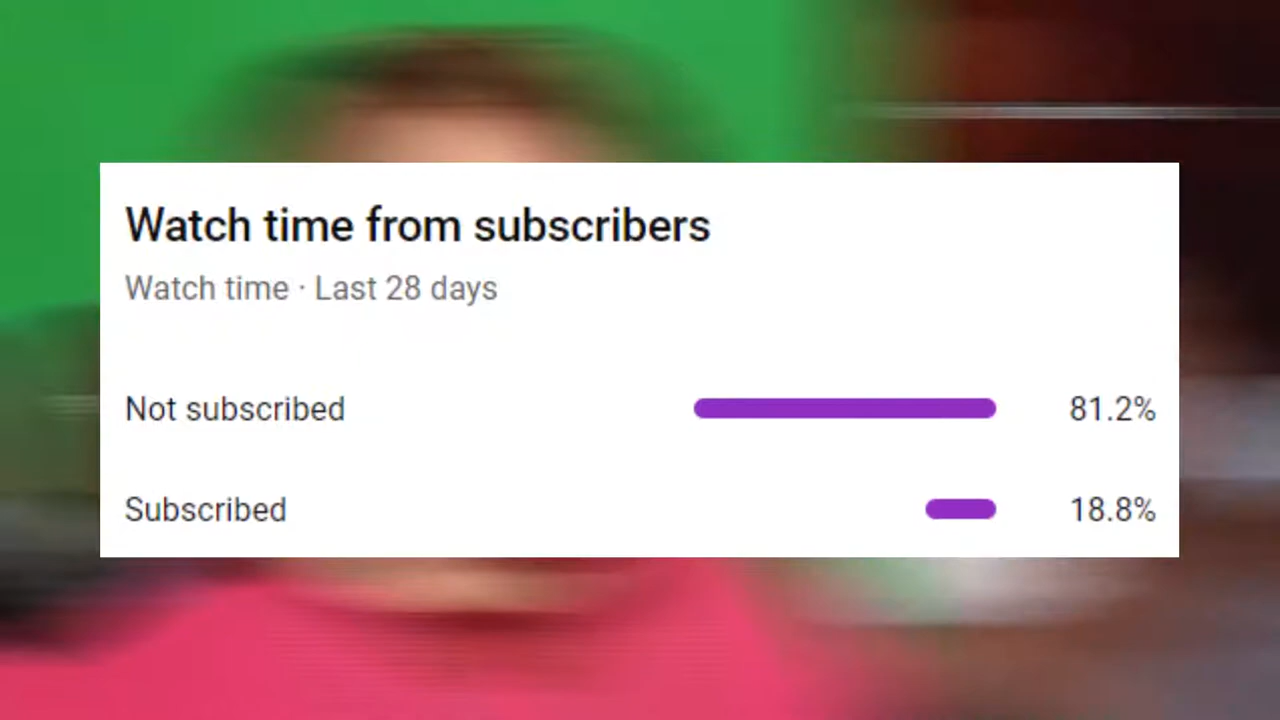 Watch time from subscribers
Watch time · Last 28 days
Not subscribed 81.2%
Subscribed 18.8%